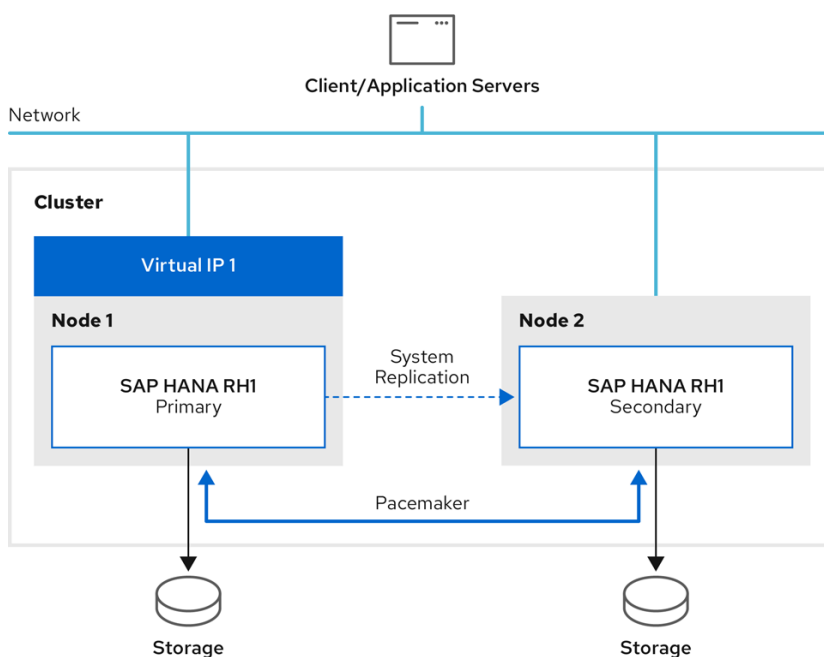 Client/Application Servers
Network
Cluster
Virtual IP 1
Node 1
SAP HANA RH1
Primary
System
Replication
Node 2
SAP HANA RH1
Secondary
Pacemaker
Storage
Storage